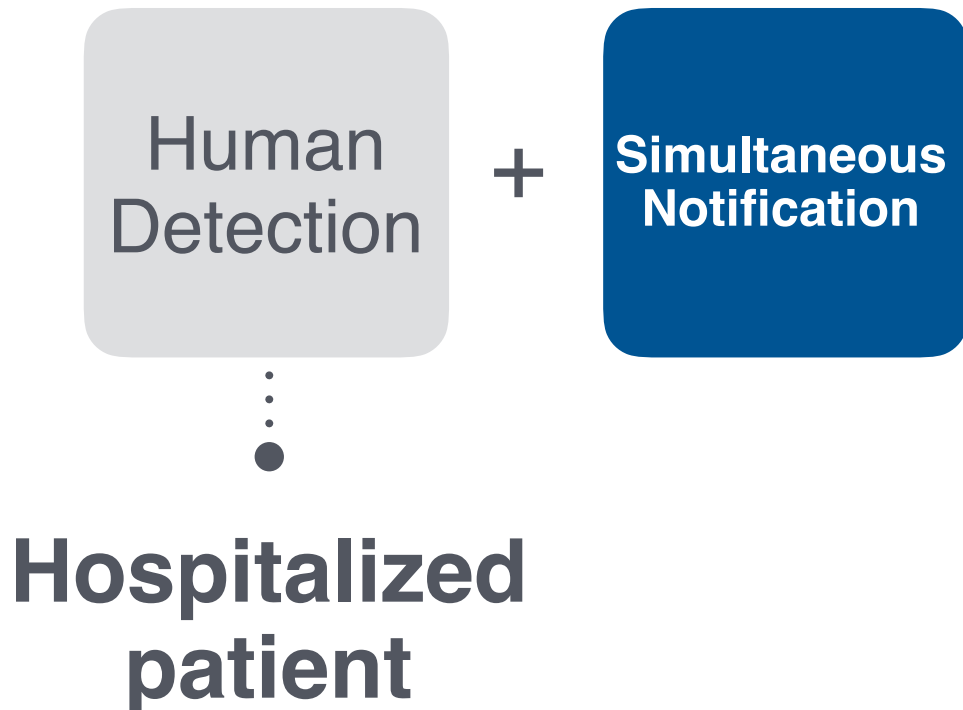 Human
Detection
+
Simultaneous
Notification
Hospitalized
patient